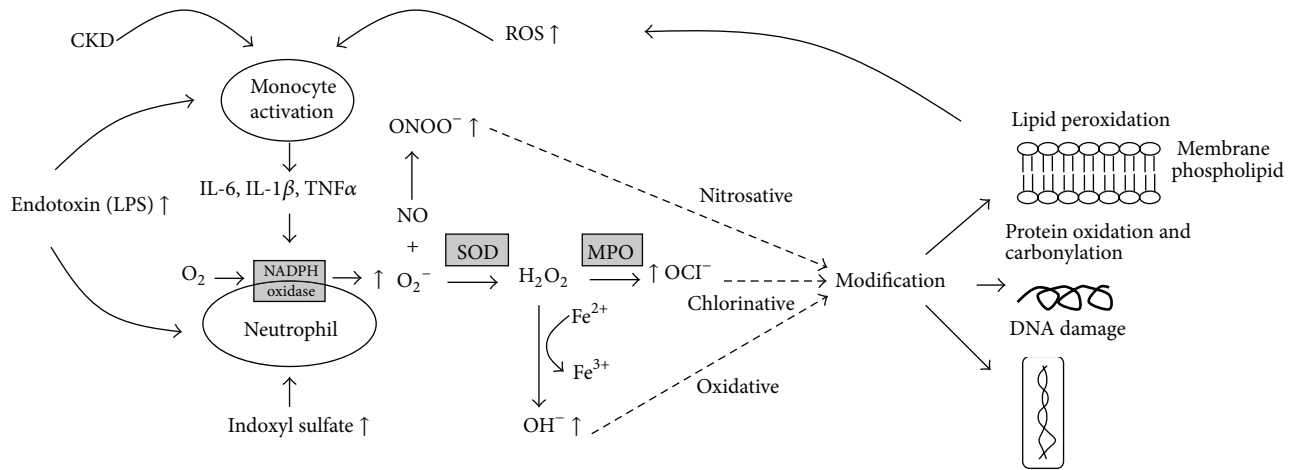 CKD
ROS ↑
Monocyte
activation
ONOO⁻ ↑
Lipid peroxidation
Membrane
phospholipid
IL-6, IL-1β, TNFα
Endotoxin (LPS) ↑
Nitrosative
NO
+
Protein oxidation and
carbonylation
SOD
MPO
O₂
NADPH
oxidase
↑ O₂⁻
H₂O₂
↑ OCI⁻
Modification
Chlorinative
Neutrophil
Fe²⁺
DNA damage
Fe³⁺
Oxidative
Indoxyl sulfate ↑
OH⁻ ↑